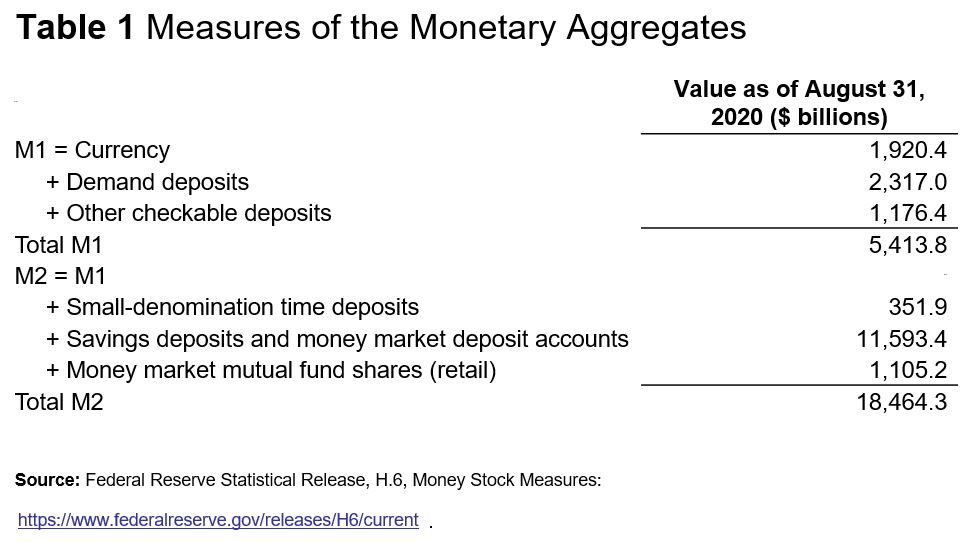 Table 1 Measures of the Monetary Aggregates
Value as of August 31,
2020 ($ billions)
M1 = Currency 1,920.4
+ Demand deposits 2,317.0
+ Other checkable deposits 1,176.4
Total M1 5,413.8
M2 = M1
+ Small-denomination time deposits 351.9
+ Savings deposits and money market deposit accounts 11,593.4
+ Money market mutual fund shares (retail) 1,105.2
Total M2 18,464.3
Source: Federal Reserve Statistical Release, H.6, Money Stock Measures:
https://www.federalreserve.gov/releases/H6/current .